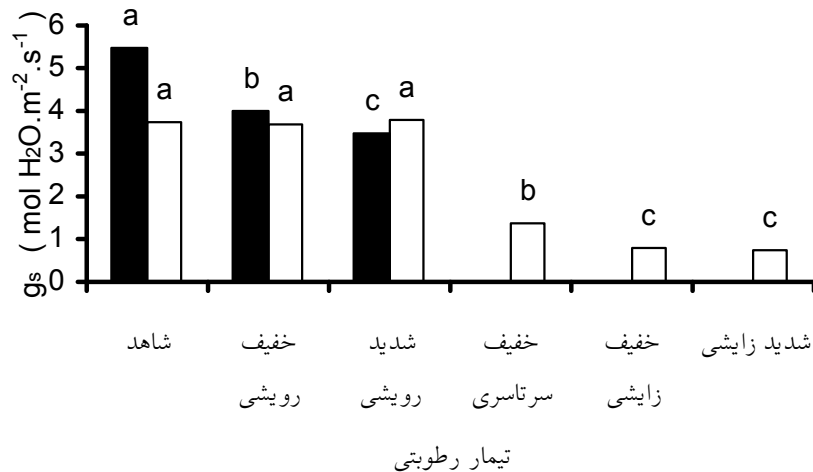 gs ( mol H2O.m-2.s-1 )
6
5
4
3
2
1
0
a
a
b
a
c
a
b
c
c
شاهد
خفیف
رویشی
شدید
رویشی
خفیف
سرتاسری
خفیف
زایشی
شدید زایشی
تیمار رطوبتی